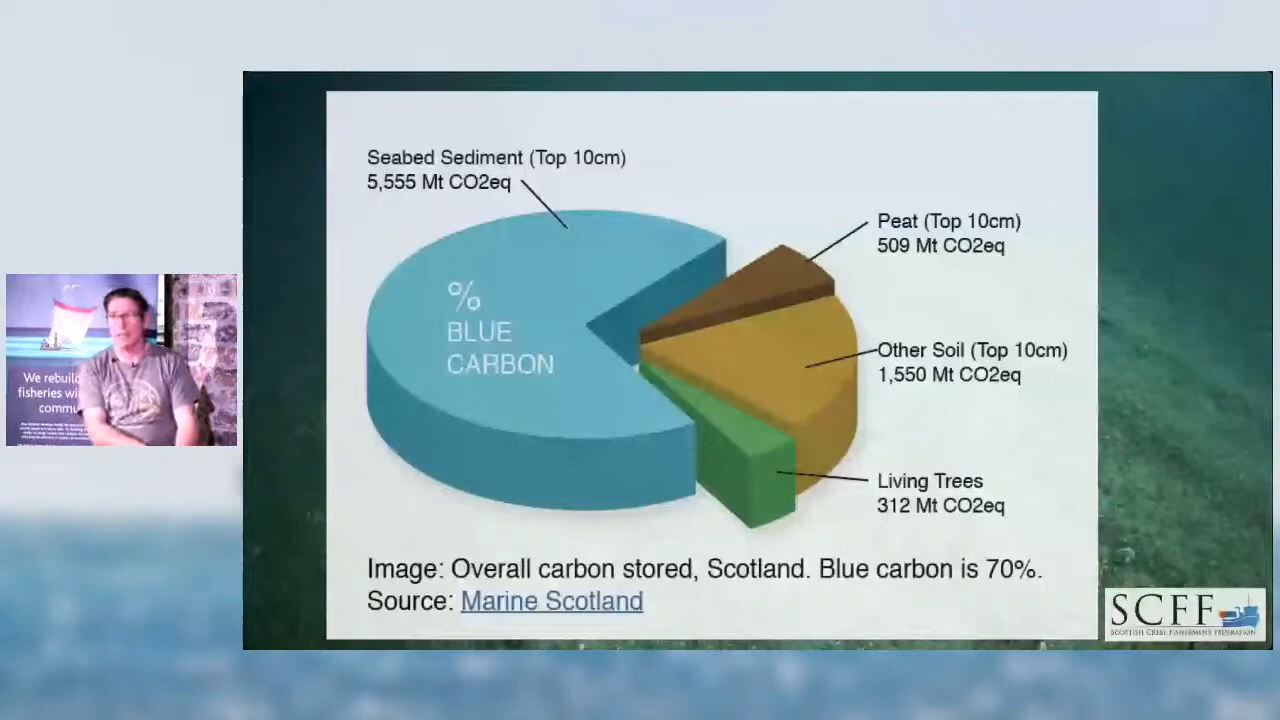 Seabed Sediment (Top 10cm)
5,555 Mt CO2eq
Peat (Top 10cm)
509 Mt CO2eq
%
BLUE
CARBON
Other Soil (Top 10cm)
1,550 Mt CO2eq
Living Trees
312 Mt CO2eq
Image: Overall carbon stored, Scotland. Blue carbon is 70%.
Source: Marine Scotland
We rebuild
fisheries wi
commu
SCFF
SCOTTISH CREEL FISHERMEN'S FEDERATION